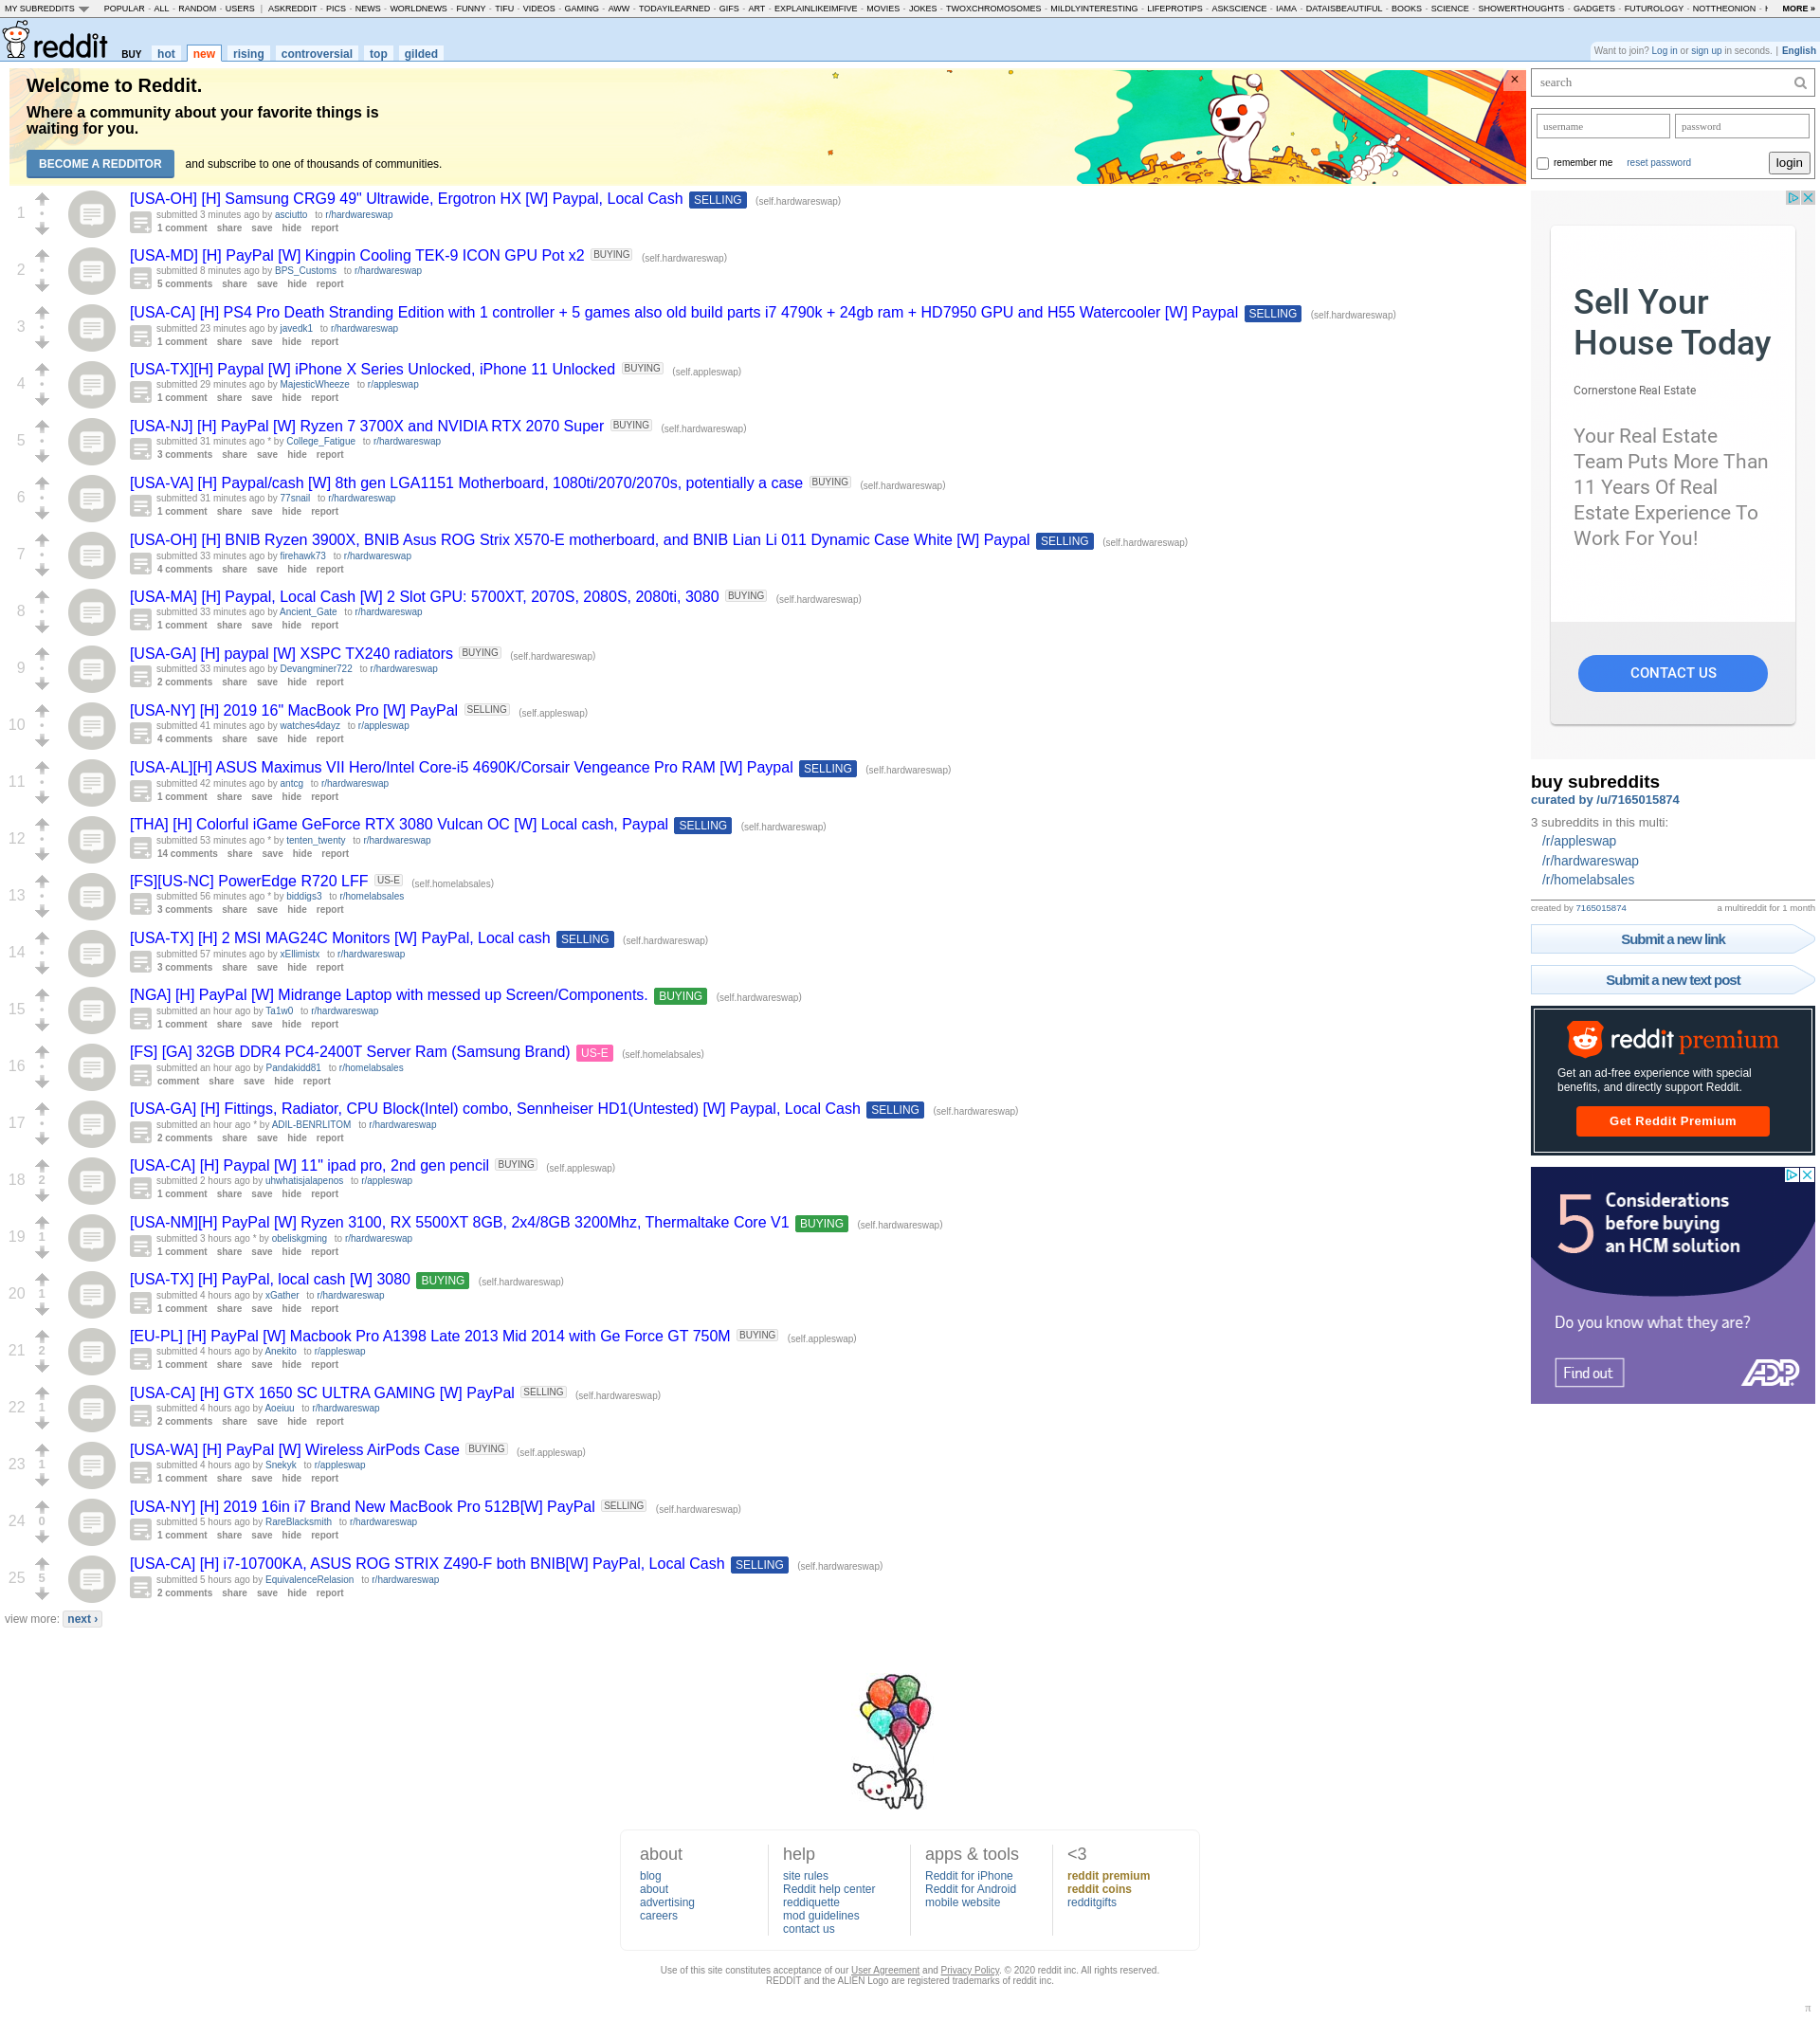 MY SUBREDDITS POPULAR - ALL - RANDOM - USERS | ASKREDDIT - PICS - NEWS - WORLDNEWS - FUNNY - TIFU - VIDEOS - GAMING - AWW - TODAYILEARNED - GIFS - ART - EXPLAINLIKEIMFIVE - MOVIES - JOKES - TWOXCHROMOSOMES - MILDLYINTERESTING - LIFEPROTIPS - ASKSCIENCE - IAMA - DATAISBEAUTIFUL - BOOKS - SCIENCE - SHOWERTHOUGHTS - GADGETS - FUTUROLOGY - NOTTHEONION - MORE »
reddit BUY hot new rising controversial top gilded
Want to join? Log in or sign up in seconds. | English
Welcome to Reddit.
Where a community about your favorite things is
waiting for you.
BECOME A REDDITOR and subscribe to one of thousands of communities.
×
1
[USA-OH] [H] Samsung CRG9 49" Ultrawide, Ergotron HX [W] Paypal, Local Cash SELLING (self.hardwareswap)
submitted 3 minutes ago by asciutto to r/hardwareswap
1 comment share save hide report
2
[USA-MD] [H] PayPal [W] Kingpin Cooling TEK-9 ICON GPU Pot x2 BUYING (self.hardwareswap)
submitted 8 minutes ago by BPS_Customs to r/hardwareswap
5 comments share save hide report
3
[USA-CA] [H] PS4 Pro Death Stranding Edition with 1 controller + 5 games also old build parts i7 4790k + 24gb ram + HD7950 GPU and H55 Watercooler [W] Paypal SELLING (self.hardwareswap)
submitted 23 minutes ago by javedk1 to r/hardwareswap
1 comment share save hide report
4
[USA-TX][H] Paypal [W] iPhone X Series Unlocked, iPhone 11 Unlocked BUYING (self.appleswap)
submitted 29 minutes ago by MajesticWheeze to r/appleswap
1 comment share save hide report
5
[USA-NJ] [H] PayPal [W] Ryzen 7 3700X and NVIDIA RTX 2070 Super BUYING (self.hardwareswap)
submitted 31 minutes ago * by College_Fatigue to r/hardwareswap
3 comments share save hide report
6
[USA-VA] [H] Paypal/cash [W] 8th gen LGA1151 Motherboard, 1080ti/2070/2070s, potentially a case BUYING (self.hardwareswap)
submitted 31 minutes ago by 77snail to r/hardwareswap
1 comment share save hide report
7
[USA-OH] [H] BNIB Ryzen 3900X, BNIB Asus ROG Strix X570-E motherboard, and BNIB Lian Li 011 Dynamic Case White [W] Paypal SELLING (self.hardwareswap)
submitted 33 minutes ago by firehawk73 to r/hardwareswap
4 comments share save hide report
8
[USA-MA] [H] Paypal, Local Cash [W] 2 Slot GPU: 5700XT, 2070S, 2080S, 2080ti, 3080 BUYING (self.hardwareswap)
submitted 33 minutes ago by Ancient_Gate to r/hardwareswap
1 comment share save hide report
9
[USA-GA] [H] paypal [W] XSPC TX240 radiators BUYING (self.hardwareswap)
submitted 33 minutes ago by Devangminer722 to r/hardwareswap
2 comments share save hide report
10
[USA-NY] [H] 2019 16" MacBook Pro [W] PayPal SELLING (self.appleswap)
submitted 41 minutes ago by watches4dayz to r/appleswap
4 comments share save hide report
11
[USA-AL][H] ASUS Maximus VII Hero/Intel Core-i5 4690K/Corsair Vengeance Pro RAM [W] Paypal SELLING (self.hardwareswap)
submitted 42 minutes ago by antcg to r/hardwareswap
1 comment share save hide report
12
[THA] [H] Colorful iGame GeForce RTX 3080 Vulcan OC [W] Local cash, Paypal SELLING (self.hardwareswap)
submitted 53 minutes ago * by tenten_twenty to r/hardwareswap
14 comments share save hide report
13
[FS][US-NC] PowerEdge R720 LFF US-E (self.homelabsales)
submitted 56 minutes ago * by biddigs3 to r/homelabsales
3 comments share save hide report
14
[USA-TX] [H] 2 MSI MAG24C Monitors [W] PayPal, Local cash SELLING (self.hardwareswap)
submitted 57 minutes ago by xEllimistx to r/hardwareswap
3 comments share save hide report
15
[NGA] [H] PayPal [W] Midrange Laptop with messed up Screen/Components. BUYING (self.hardwareswap)
submitted an hour ago by Ta1w0 to r/hardwareswap
1 comment share save hide report
16
[FS] [GA] 32GB DDR4 PC4-2400T Server Ram (Samsung Brand) US-E (self.homelabsales)
submitted an hour ago by Pandakidd81 to r/homelabsales
comment share save hide report
17
[USA-GA] [H] Fittings, Radiator, CPU Block(Intel) combo, Sennheiser HD1(Untested) [W] Paypal, Local Cash SELLING (self.hardwareswap)
submitted an hour ago * by ADIL-BENRLITOM to r/hardwareswap
2 comments share save hide report
18 2
[USA-CA] [H] Paypal [W] 11" ipad pro, 2nd gen pencil BUYING (self.appleswap)
submitted 2 hours ago by uhwhatisjalapenos to r/appleswap
1 comment share save hide report
19 1
[USA-NM][H] PayPal [W] Ryzen 3100, RX 5500XT 8GB, 2x4/8GB 3200Mhz, Thermaltake Core V1 BUYING (self.hardwareswap)
submitted 3 hours ago * by obeliskgming to r/hardwareswap
1 comment share save hide report
20 1
[USA-TX] [H] PayPal, local cash [W] 3080 BUYING (self.hardwareswap)
submitted 4 hours ago by xGather to r/hardwareswap
1 comment share save hide report
21 2
[EU-PL] [H] PayPal [W] Macbook Pro A1398 Late 2013 Mid 2014 with Ge Force GT 750M BUYING (self.appleswap)
submitted 4 hours ago by Anekito to r/appleswap
1 comment share save hide report
22 1
[USA-CA] [H] GTX 1650 SC ULTRA GAMING [W] PayPal SELLING (self.hardwareswap)
submitted 4 hours ago by Aoeiuu to r/hardwareswap
2 comments share save hide report
23 1
[USA-WA] [H] PayPal [W] Wireless AirPods Case BUYING (self.appleswap)
submitted 4 hours ago by Snekyk to r/appleswap
1 comment share save hide report
24 0
[USA-NY] [H] 2019 16in i7 Brand New MacBook Pro 512B[W] PayPal SELLING (self.hardwareswap)
submitted 5 hours ago by RareBlacksmith to r/hardwareswap
1 comment share save hide report
25 5
[USA-CA] [H] i7-10700KA, ASUS ROG STRIX Z490-F both BNIB[W] PayPal, Local Cash SELLING (self.hardwareswap)
submitted 5 hours ago by EquivalenceRelasion to r/hardwareswap
2 comments share save hide report
view more: next ›
search
username password
remember me reset password login
Sell Your
House Today
Cornerstone Real Estate
Your Real Estate
Team Puts More Than
11 Years Of Real
Estate Experience To
Work For You!
CONTACT US
buy subreddits
curated by /u/7165015874
3 subreddits in this multi:
/r/appleswap
/r/hardwareswap
/r/homelabsales
created by 7165015874 a multireddit for 1 month
Submit a new link
Submit a new text post
reddit premium
Get an ad-free experience with special
benefits, and directly support Reddit.
Get Reddit Premium
5 Considerations
before buying
an HCM solution
Do you know what they are?
Find out ADP
about
blog
about
advertising
careers
help
site rules
Reddit help center
reddiquette
mod guidelines
contact us
apps & tools
Reddit for iPhone
Reddit for Android
mobile website
<3
reddit premium
reddit coins
redditgifts
Use of this site constitutes acceptance of our User Agreement and Privacy Policy. © 2020 reddit inc. All rights reserved.
REDDIT and the ALIEN Logo are registered trademarks of reddit inc.
π